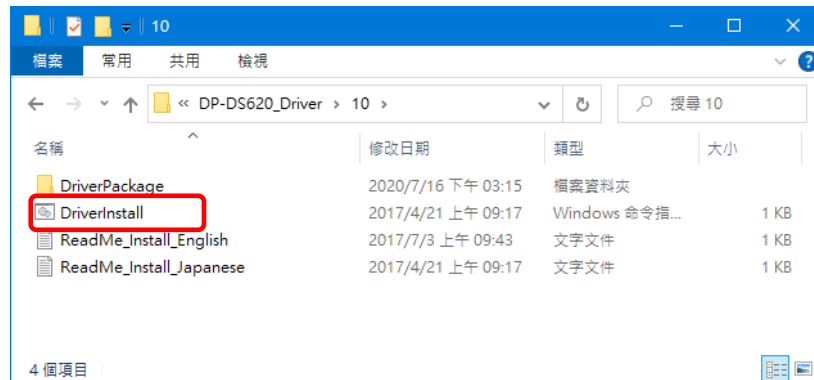 10
檔案 常用 共用 檢視
« DP-DS620_Driver › 10 › 搜尋 10
名稱 修改日期 類型 大小
DriverPackage 2020/7/16 下午 03:15 檔案資料夾
DriverInstall 2017/4/21 上午 09:17 Windows 命令指... 1 KB
ReadMe_Install_English 2017/7/3 上午 09:43 文字文件 1 KB
ReadMe_Install_Japanese 2017/4/21 上午 09:17 文字文件 1 KB
4 個項目